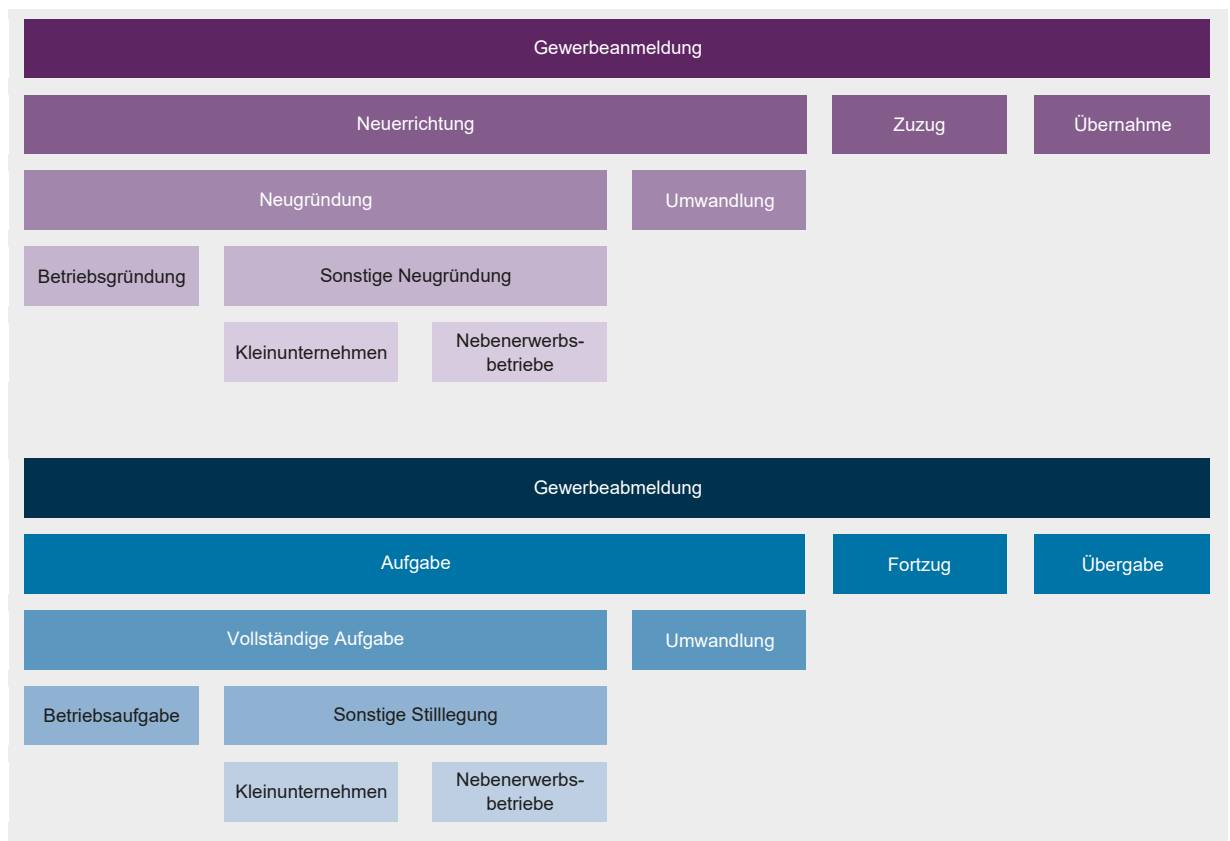 Gewerbeanmeldung
Neuerrichtung
Zuzug
Übernahme
Neugründung
Umwandlung
Betriebsgründung
Sonstige Neugründung
Kleinunternehmen
Nebenerwerbs-
betriebe
Gewerbeabmeldung
Aufgabe
Fortzug
Übergabe
Vollständige Aufgabe
Umwandlung
Betriebsaufgabe
Sonstige Stilllegung
Kleinunternehmen
Nebenerwerbs-
betriebe